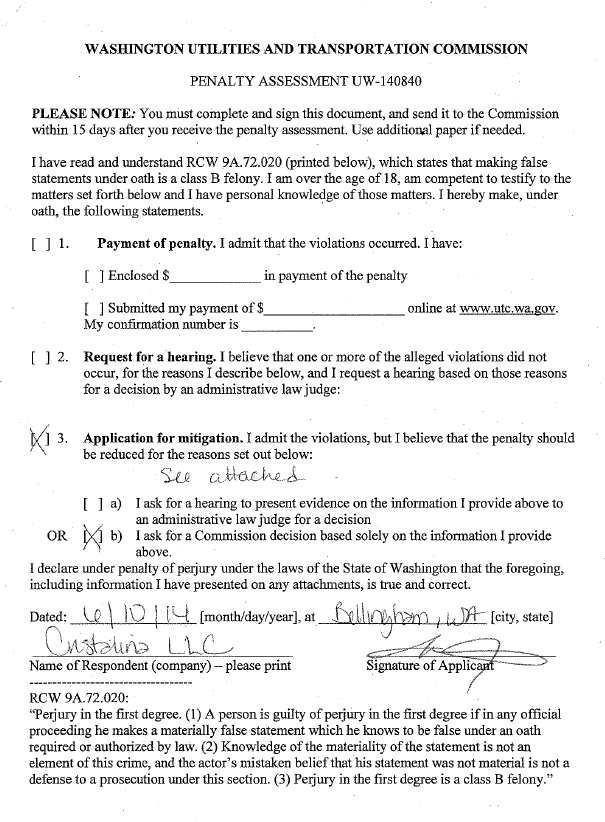 WASHINGTON UTILITIES AND TRANSPORTATION COMMISSION
PENALTY ASSESSMENT UW-140840
PLEASE NOTE: You must complete and sign this document, and send it to the Commission
within 15 days after you receive the penalty assessment. Use additional paper if needed.
I have read and understand RCW 9A.72.020 (printed below), which states that making false
statements under oath is a class B felony. I am over the age of 18, am competent to testify to the
matters set forth below and I have personal knowledge of those matters. I hereby make, under
oath, the following statements.
[ ] 1. Payment of penalty. I admit that the violations occurred. I have:
[ ] Enclosed $____________ in payment of the penalty
[ ] Submitted my payment of $__________________ online at www.utc.wa.gov.
My confirmation number is _________.
[ ] 2. Request for a hearing. I believe that one or more of the alleged violations did not
occur, for the reasons I describe below, and I request a hearing based on those reasons
for a decision by an administrative law judge:
[X] 3. Application for mitigation. I admit the violations, but I believe that the penalty should
be reduced for the reasons set out below:
See attached
[ ] a) I ask for a hearing to present evidence on the information I provide above to
an administrative law judge for a decision
OR [X] b) I ask for a Commission decision based solely on the information I provide
above.
I declare under penalty of perjury under the laws of the State of Washington that the foregoing,
including information I have presented on any attachments, is true and correct.
Dated: 6/10/14 [month/day/year], at Bellingham, WA [city, state]
Cristalina LLC
Name of Respondent (company) – please print Signature of Applicant
--------------------------------
RCW 9A.72.020:
“Perjury in the first degree. (1) A person is guilty of perjury in the first degree if in any official
proceeding he makes a materially false statement which he knows to be false under an oath
required or authorized by law. (2) Knowledge of the materiality of the statement is not an
element of this crime, and the actor’s mistaken belief that his statement was not material is not a
defense to a prosecution under this section. (3) Perjury in the first degree is a class B felony.”